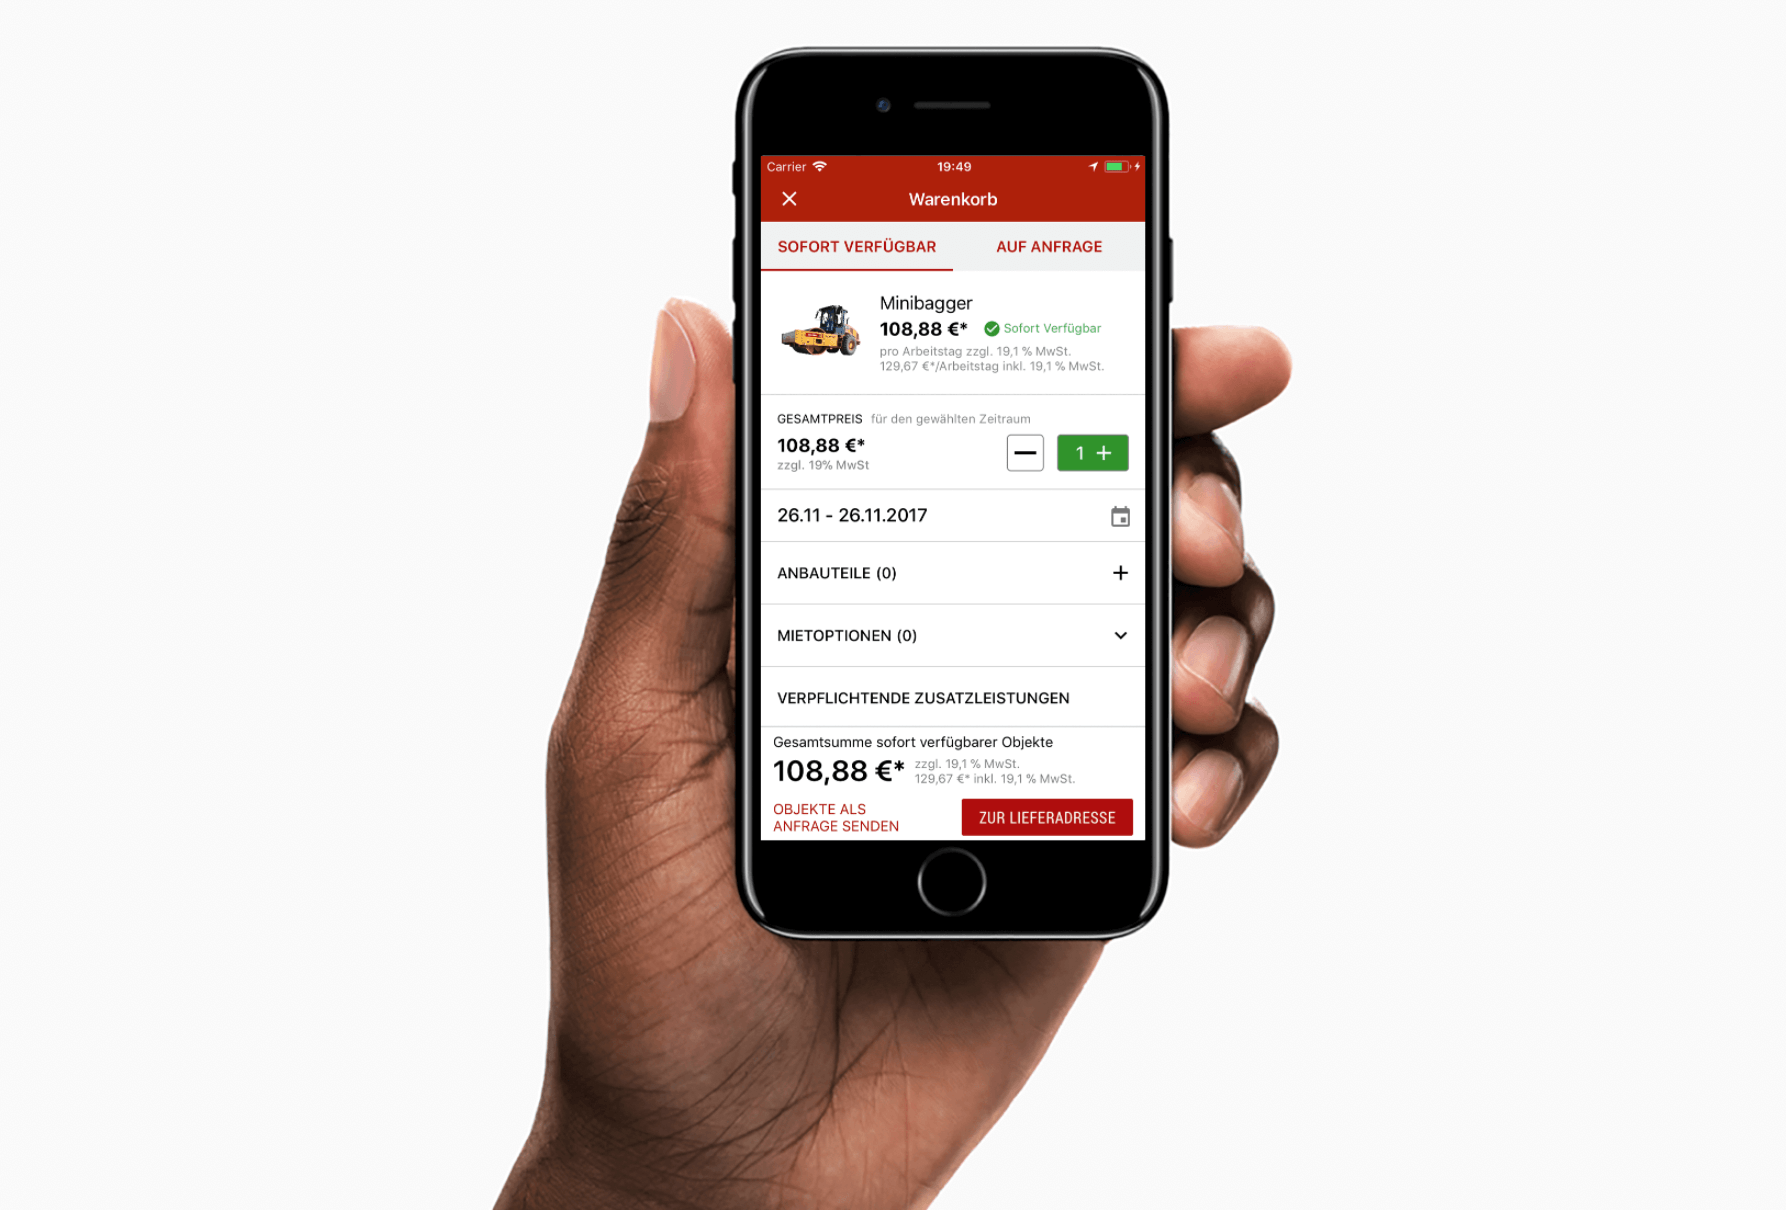 Carrier 19:49
Warenkorb
SOFORT VERFÜGBAR AUF ANFRAGE
Minibagger
108,88 €* Sofort Verfügbar
pro Arbeitstag zzgl. 19,1 % MwSt.
129,67 €*/Arbeitstag inkl. 19,1 % MwSt.
GESAMTPREIS für den gewählten Zeitraum
108,88 €*
zzgl. 19% MwSt
1 +
26.11 - 26.11.2017
ANBAUTEILE (0)
MIETOPTIONEN (0)
VERPFLICHTENDE ZUSATZLEISTUNGEN
Gesamtsumme sofort verfügbarer Objekte
108,88 €*
zzgl. 19,1 % MwSt.
129,67 €* inkl. 19,1 % MwSt.
OBJEKTE ALS
ANFRAGE SENDEN
ZUR LIEFERADRESSE